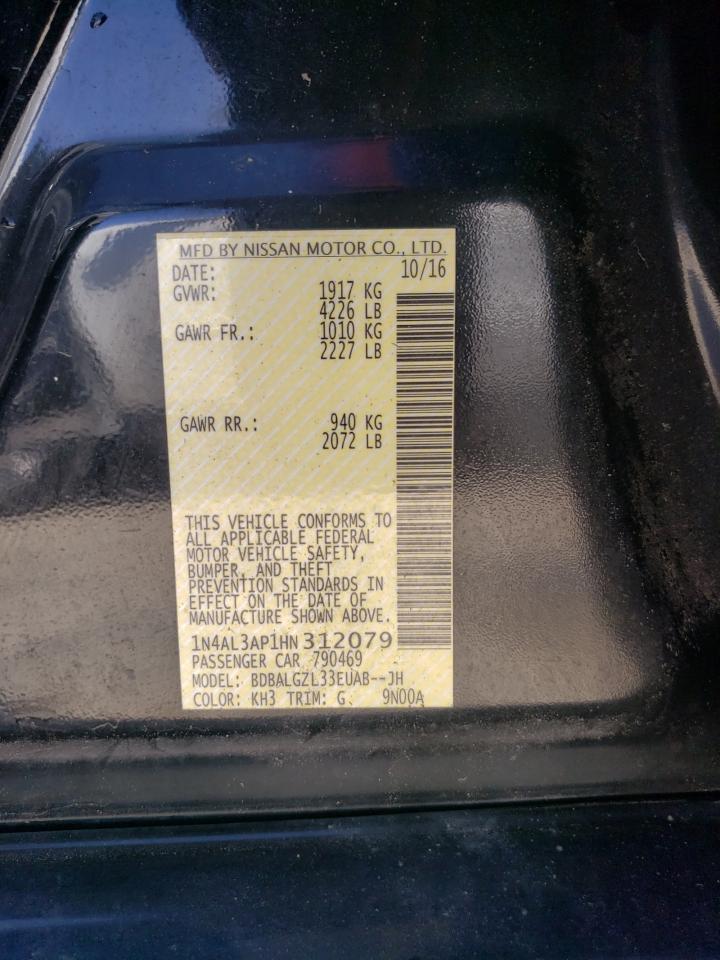 MFD BY NISSAN MOTOR CO., LTD.
DATE: 10/16
GVWR: 1917 KG
4226 LB
GAWR FR.: 1010 KG
2227 LB
GAWR RR.: 940 KG
2072 LB
THIS VEHICLE CONFORMS TO
ALL APPLICABLE FEDERAL
MOTOR VEHICLE SAFETY,
BUMPER, AND THEFT
PREVENTION STANDARDS IN
EFFECT ON THE DATE OF
MANUFACTURE SHOWN ABOVE.
1N4AL3AP1HN312079
PASSENGER CAR 790469
MODEL: BDBALGZL33EUAB--JH
COLOR: KH3 TRIM: G 9N00A